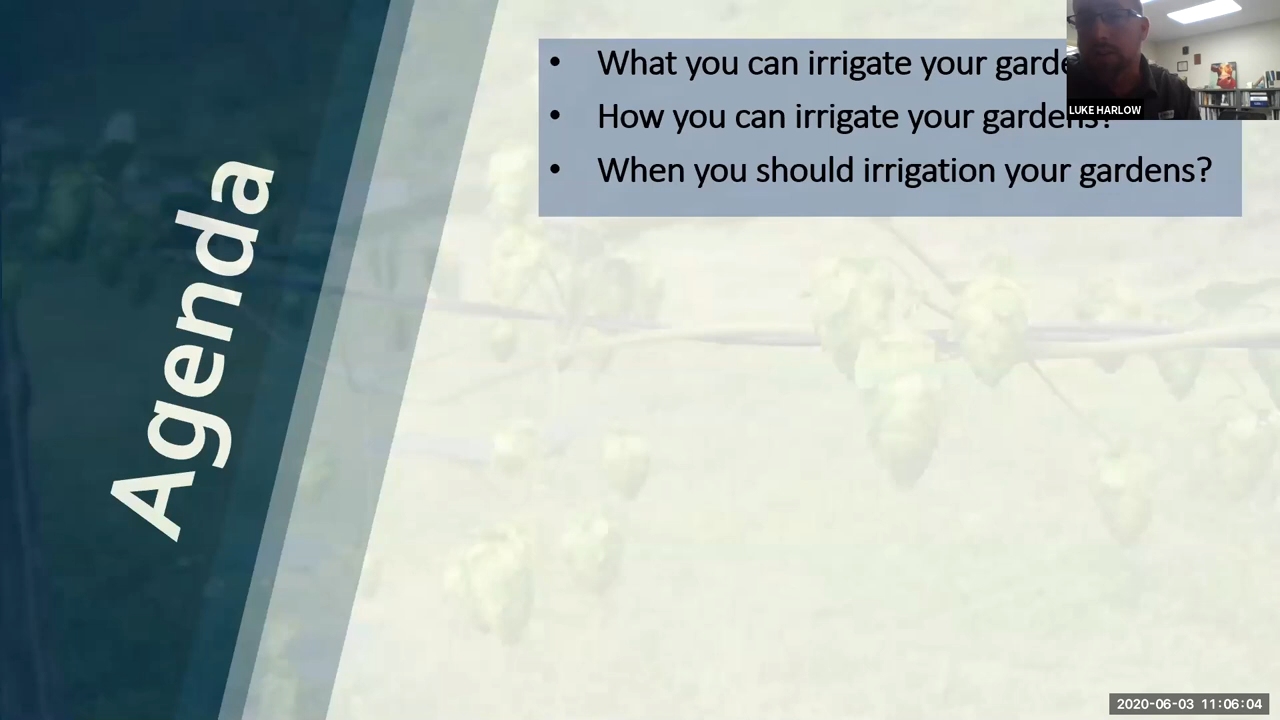 Agenda
• What you can irrigate your
• How you can irrigate your gardens?
• When you should irrigation your gardens?
LUKE HARLOW
2020-06-03 11:06:04